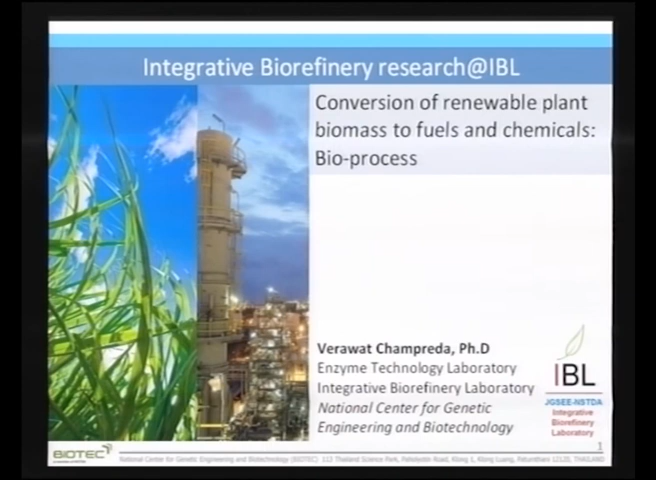 Integrative Biorefinery research@IBL
Conversion of renewable plant
biomass to fuels and chemicals:
Bio-process
Verawat Champreda, Ph.D
Enzyme Technology Laboratory
Integrative Biorefinery Laboratory
National Center for Genetic
Engineering and Biotechnology
IBL
JGSEE-NSTDA
Integrative
Biorefinery
Laboratory
1
BIOTEC
National Center for Genetic Engineering and Biotechnology (BIOTEC) 113 Thailand Science Park, Phahonyothin Road, Klong 1, Klong Luang, Pathumthani 12120, THAILAND